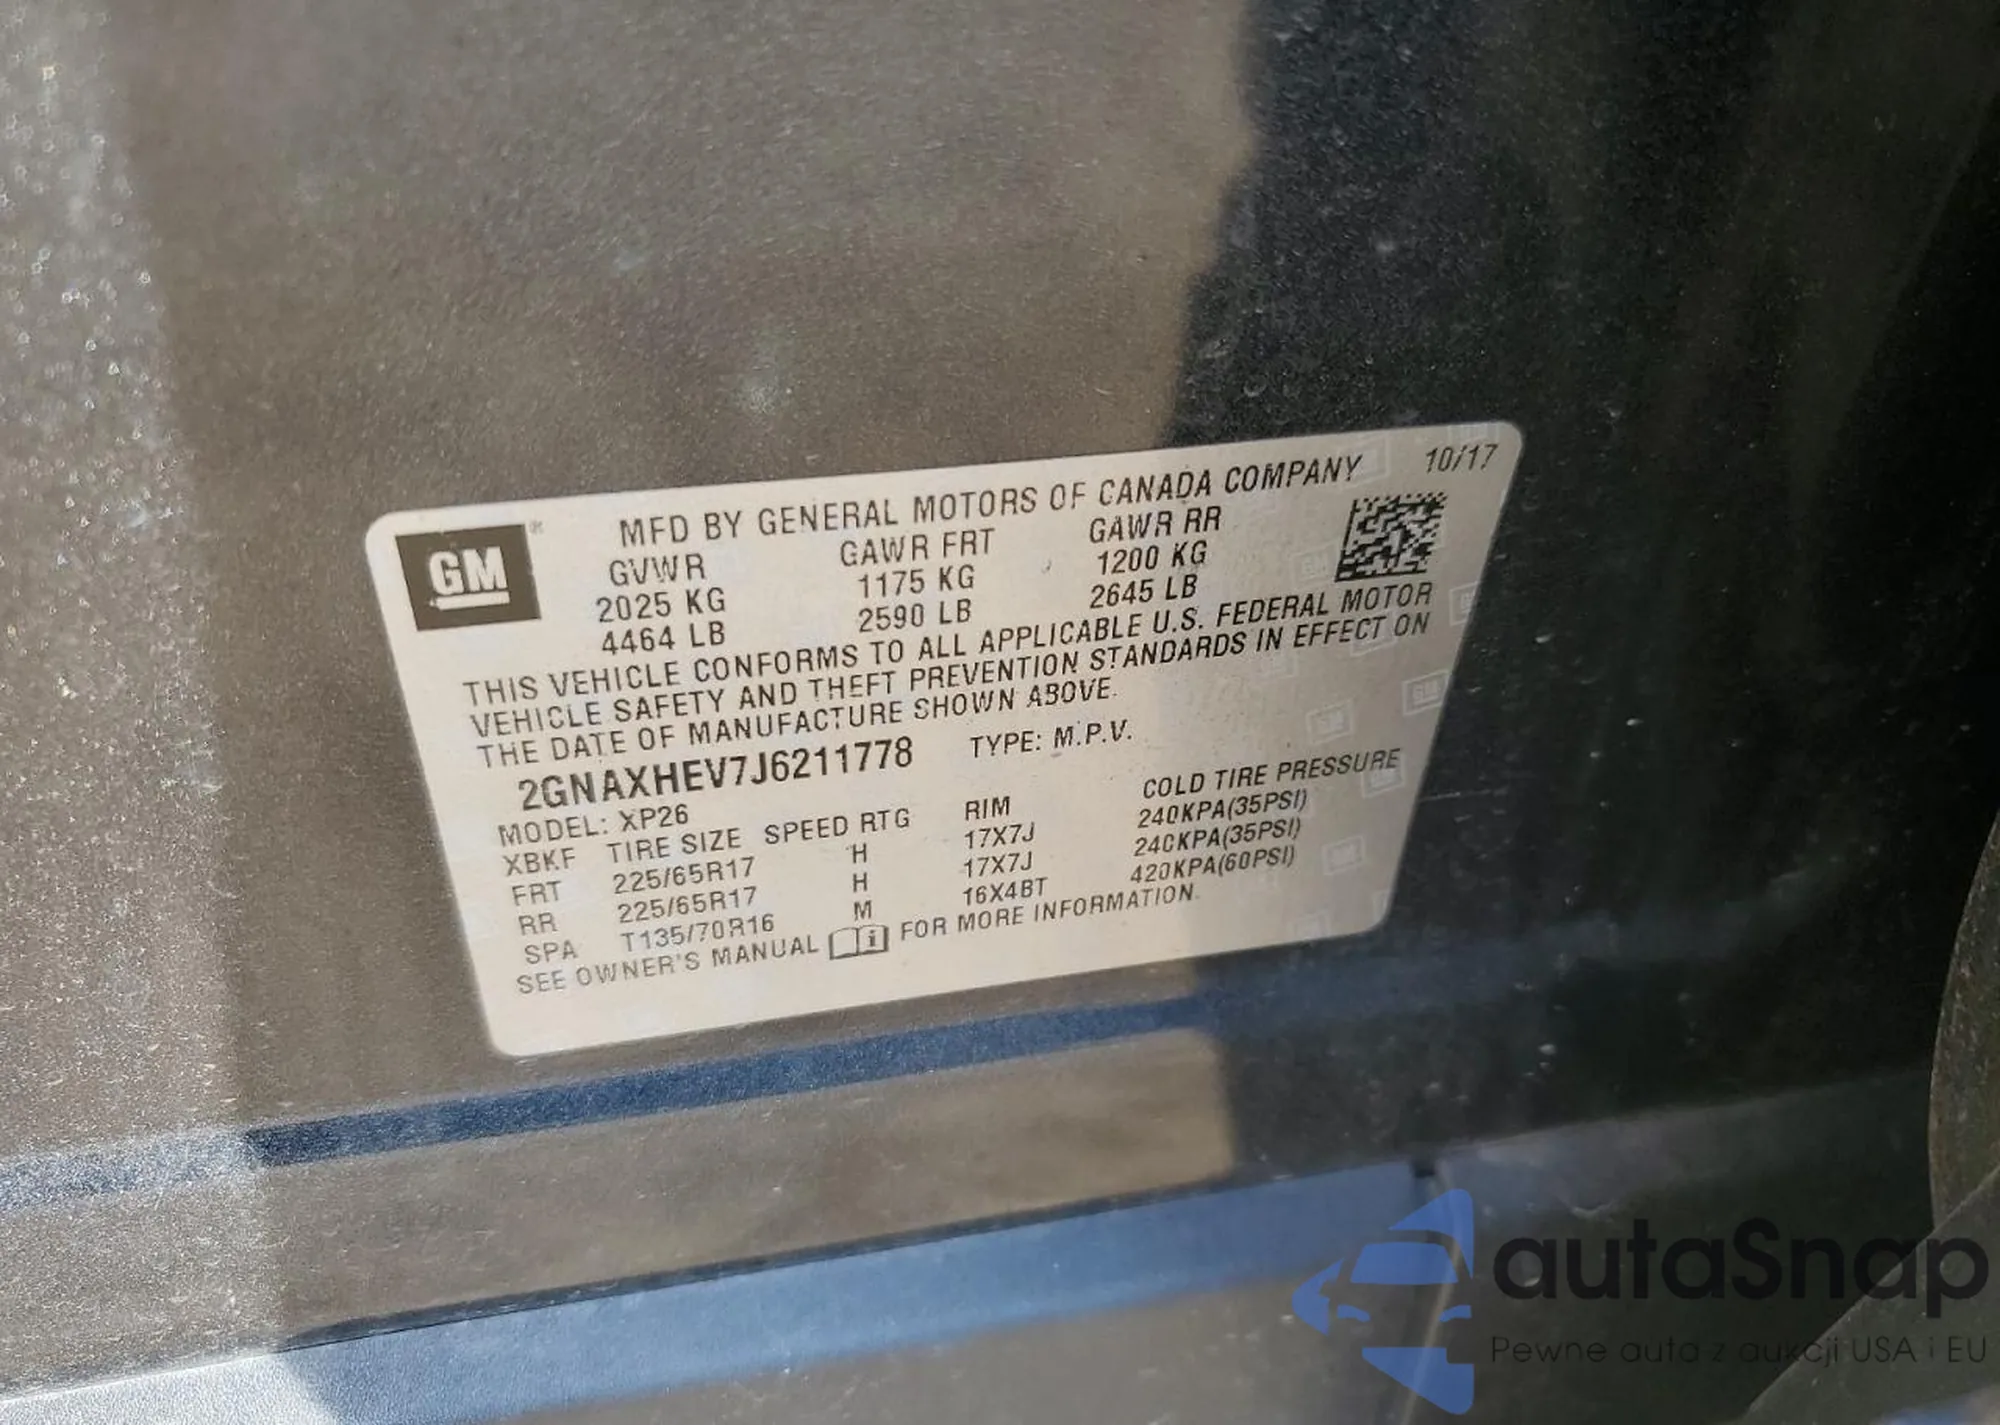 MFD BY GENERAL MOTORS OF CANADA COMPANY 10/17
GM®
GVWR GAWR FRT GAWR RR
2025 KG 1175 KG 1200 KG
4464 LB 2590 LB 2645 LB
THIS VEHICLE CONFORMS TO ALL APPLICABLE U.S. FEDERAL MOTOR
VEHICLE SAFETY AND THEFT PREVENTION STANDARDS IN EFFECT ON
THE DATE OF MANUFACTURE SHOWN ABOVE.
2GNAXHEV7J6211778 TYPE: M.P.V.
MODEL: XP26
XBKF TIRE SIZE SPEED RTG RIM COLD TIRE PRESSURE
FRT 225/65R17 H 17X7J 240KPA(35PSI)
RR 225/65R17 H 17X7J 240KPA(35PSI)
SPA T135/70R16 M 16X4BT 420KPA(60PSI)
SEE OWNER'S MANUAL FOR MORE INFORMATION.
autaSnap
Pewne auta z aukcji USA i EU